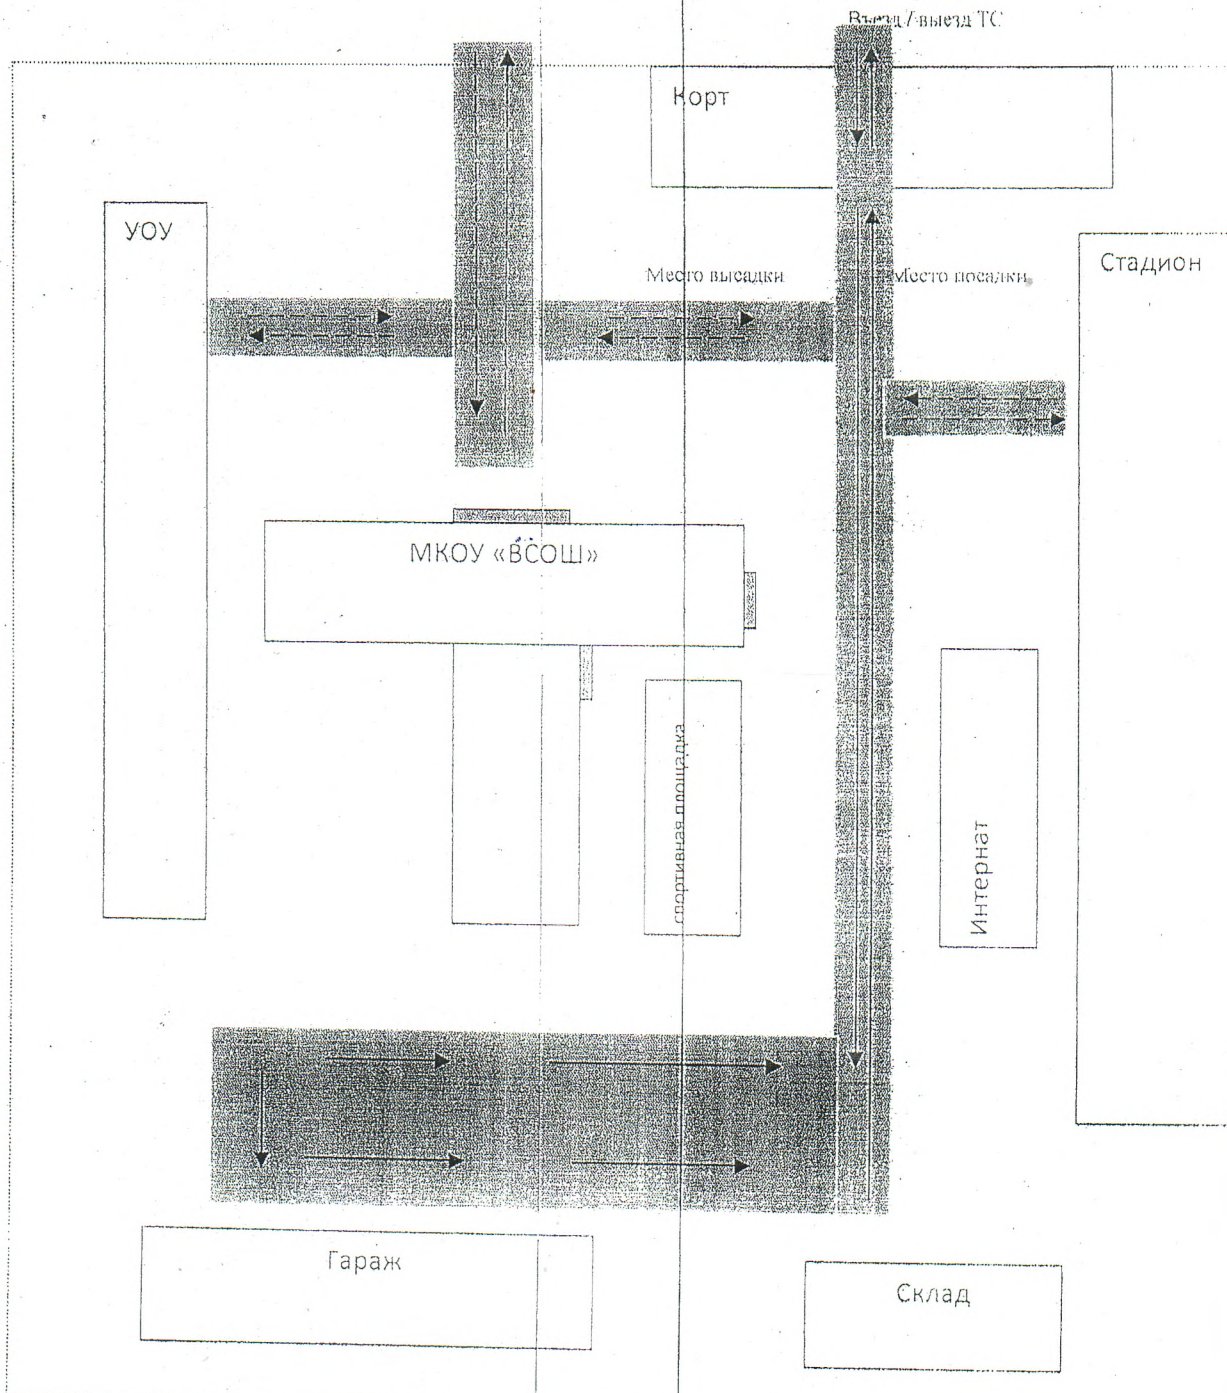 Въезд / выезд ТС
Корт
УОУ
Стадион
Место высадки
Место посадки
МКОУ «ВСОШ»
спортивная площадка
Интернат
Гараж
Склад